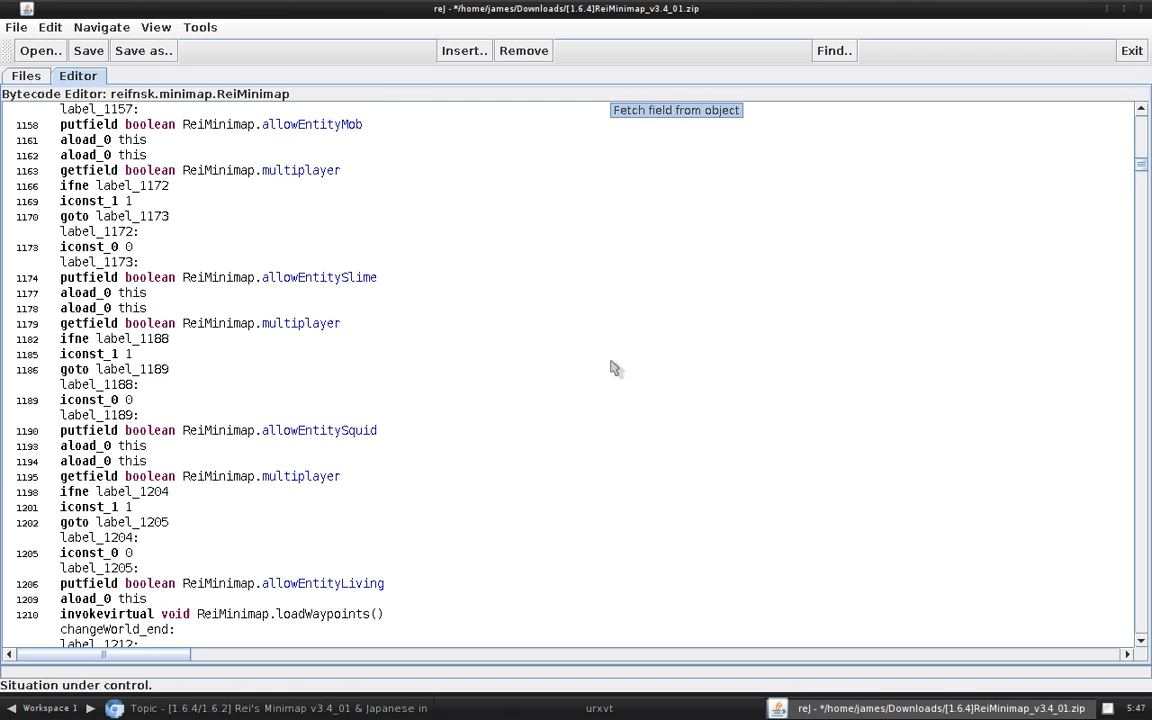 reJ - */home/james/Downloads/[1.6.4]ReiMinimap_v3.4_01.zip
File Edit Navigate View Tools
Open.. Save Save as.. Insert.. Remove Find.. Exit
Files Editor
Bytecode Editor: reifnsk.minimap.ReiMinimap
label_1157:
Fetch field from object
1158 putfield boolean ReiMinimap.allowEntityMob
1161 aload_0 this
1162 aload_0 this
1163 getfield boolean ReiMinimap.multiplayer
1166 ifne label_1172
1169 iconst_1 1
1170 goto label_1173
label_1172:
1173 iconst_0 0
label_1173:
1174 putfield boolean ReiMinimap.allowEntitySlime
1177 aload_0 this
1178 aload_0 this
1179 getfield boolean ReiMinimap.multiplayer
1182 ifne label_1188
1185 iconst_1 1
1186 goto label_1189
label_1188:
1189 iconst_0 0
label_1189:
1190 putfield boolean ReiMinimap.allowEntitySquid
1193 aload_0 this
1194 aload_0 this
1195 getfield boolean ReiMinimap.multiplayer
1198 ifne label_1204
1201 iconst_1 1
1202 goto label_1205
label_1204:
1205 iconst_0 0
label_1205:
1206 putfield boolean ReiMinimap.allowEntityLiving
1209 aload_0 this
1210 invokevirtual void ReiMinimap.loadWaypoints()
changeWorld_end:
label_1212:
Situation under control.
Workspace 1 Topic - [1.6.4/1.6.2] Rei's Minimap v3.4_01 & Japanese in urxvt reJ - */home/james/Downloads/[1.6.4]ReiMinimap_v3.4_01.zip 5:47